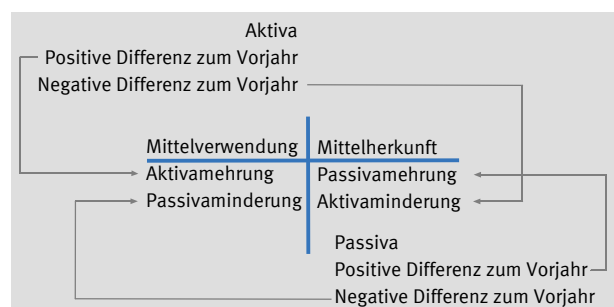 Aktiva
Positive Differenz zum Vorjahr
Negative Differenz zum Vorjahr
Mittelverwendung Mittelherkunft
Aktivamehrung Passivamehrung
Passivaminderung Aktivaminderung
Passiva
Positive Differenz zum Vorjahr
Negative Differenz zum Vorjahr